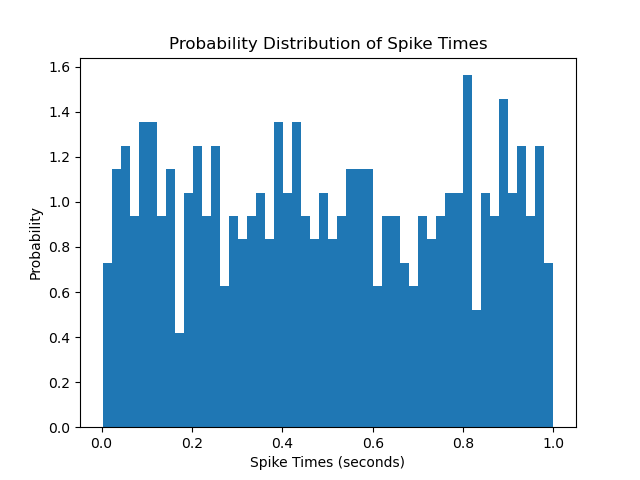 Probability Distribution of Spike Times
1.6
1.4
1.2
1.0
0.8
0.6
0.4
0.2
0.0
Probability
0.0 0.2 0.4 0.6 0.8 1.0
Spike Times (seconds)